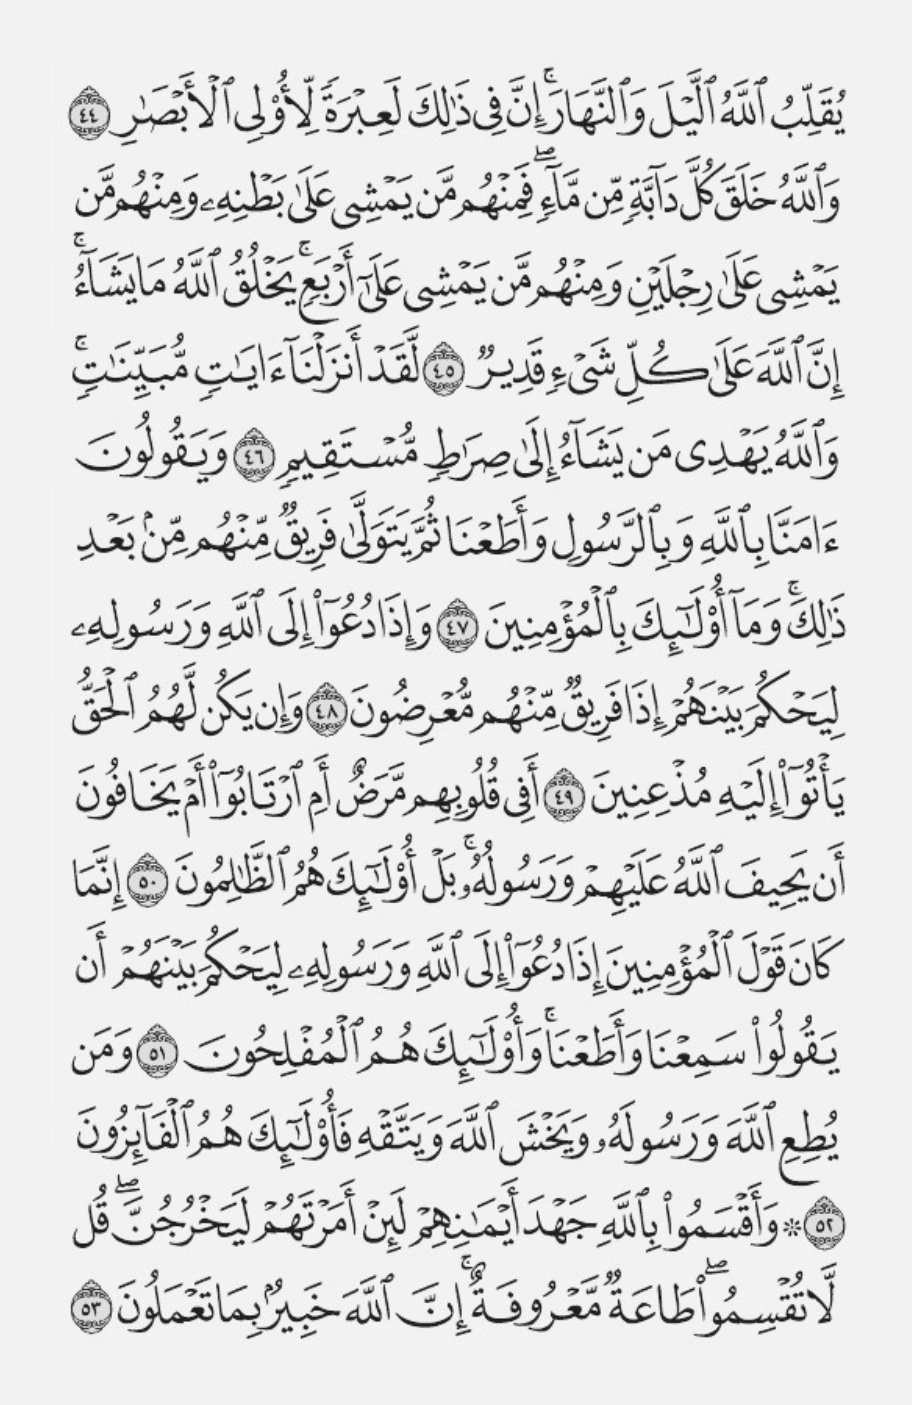 يُقَلِّبُ ٱللَّهُ ٱلَّيْلَ وَٱلنَّهَارَۚ إِنَّ فِى ذَٰلِكَ لَعِبْرَةً لِّأُو۟لِى ٱلْأَبْصَٰرِ ٤٤
وَٱللَّهُ خَلَقَ كُلَّ دَآبَّةٍ مِّن مَّآءٍۖ فَمِنْهُم مَّن يَمْشِى عَلَىٰ بَطْنِهِۦ وَمِنْهُم مَّن
يَمْشِى عَلَىٰ رِجْلَيْنِ وَمِنْهُم مَّن يَمْشِى عَلَىٰٓ أَرْبَعٍۚ يَخْلُقُ ٱللَّهُ مَا يَشَآءُۚ
إِنَّ ٱللَّهَ عَلَىٰ كُلِّ شَىْءٍ قَدِيرٌ ٤٥ لَّقَدْ أَنزَلْنَآ ءَايَٰتٍ مُّبَيِّنَٰتٍۚ
وَٱللَّهُ يَهْدِى مَن يَشَآءُ إِلَىٰ صِرَٰطٍ مُّسْتَقِيمٍ ٤٦ وَيَقُولُونَ
ءَامَنَّا بِٱللَّهِ وَبِٱلرَّسُولِ وَأَطَعْنَا ثُمَّ يَتَوَلَّىٰ فَرِيقٌ مِّنْهُم مِّنۢ بَعْدِ
ذَٰلِكَۚ وَمَآ أُو۟لَٰٓئِكَ بِٱلْمُؤْمِنِينَ ٤٧ وَإِذَا دُعُوٓا۟ إِلَى ٱللَّهِ وَرَسُولِهِۦ
لِيَحْكُمَ بَيْنَهُمْ إِذَا فَرِيقٌ مِّنْهُم مُّعْرِضُونَ ٤٨ وَإِن يَكُن لَّهُمُ ٱلْحَقُّ
يَأْتُوٓا۟ إِلَيْهِ مُذْعِنِينَ ٤٩ أَفِى قُلُوبِهِم مَّرَضٌ أَمِ ٱرْتَابُوٓا۟ أَمْ يَخَافُونَ
أَن يَحِيفَ ٱللَّهُ عَلَيْهِمْ وَرَسُولُهُۥۚ بَلْ أُو۟لَٰٓئِكَ هُمُ ٱلظَّٰلِمُونَ ٥٠ إِنَّمَا
كَانَ قَوْلَ ٱلْمُؤْمِنِينَ إِذَا دُعُوٓا۟ إِلَى ٱللَّهِ وَرَسُولِهِۦ لِيَحْكُمَ بَيْنَهُمْ أَن
يَقُولُوا۟ سَمِعْنَا وَأَطَعْنَاۚ وَأُو۟لَٰٓئِكَ هُمُ ٱلْمُفْلِحُونَ ٥١ وَمَن
يُطِعِ ٱللَّهَ وَرَسُولَهُۥ وَيَخْشَ ٱللَّهَ وَيَتَّقْهِ فَأُو۟لَٰٓئِكَ هُمُ ٱلْفَآئِزُونَ
٥٢ ۞ وَأَقْسَمُوا۟ بِٱللَّهِ جَهْدَ أَيْمَٰنِهِمْ لَئِنْ أَمَرْتَهُمْ لَيَخْرُجُنَّۖ قُل
لَّا تُقْسِمُوا۟ۖ طَاعَةٌ مَّعْرُوفَةٌۚ إِنَّ ٱللَّهَ خَبِيرٌۢ بِمَا تَعْمَلُونَ ٥٣